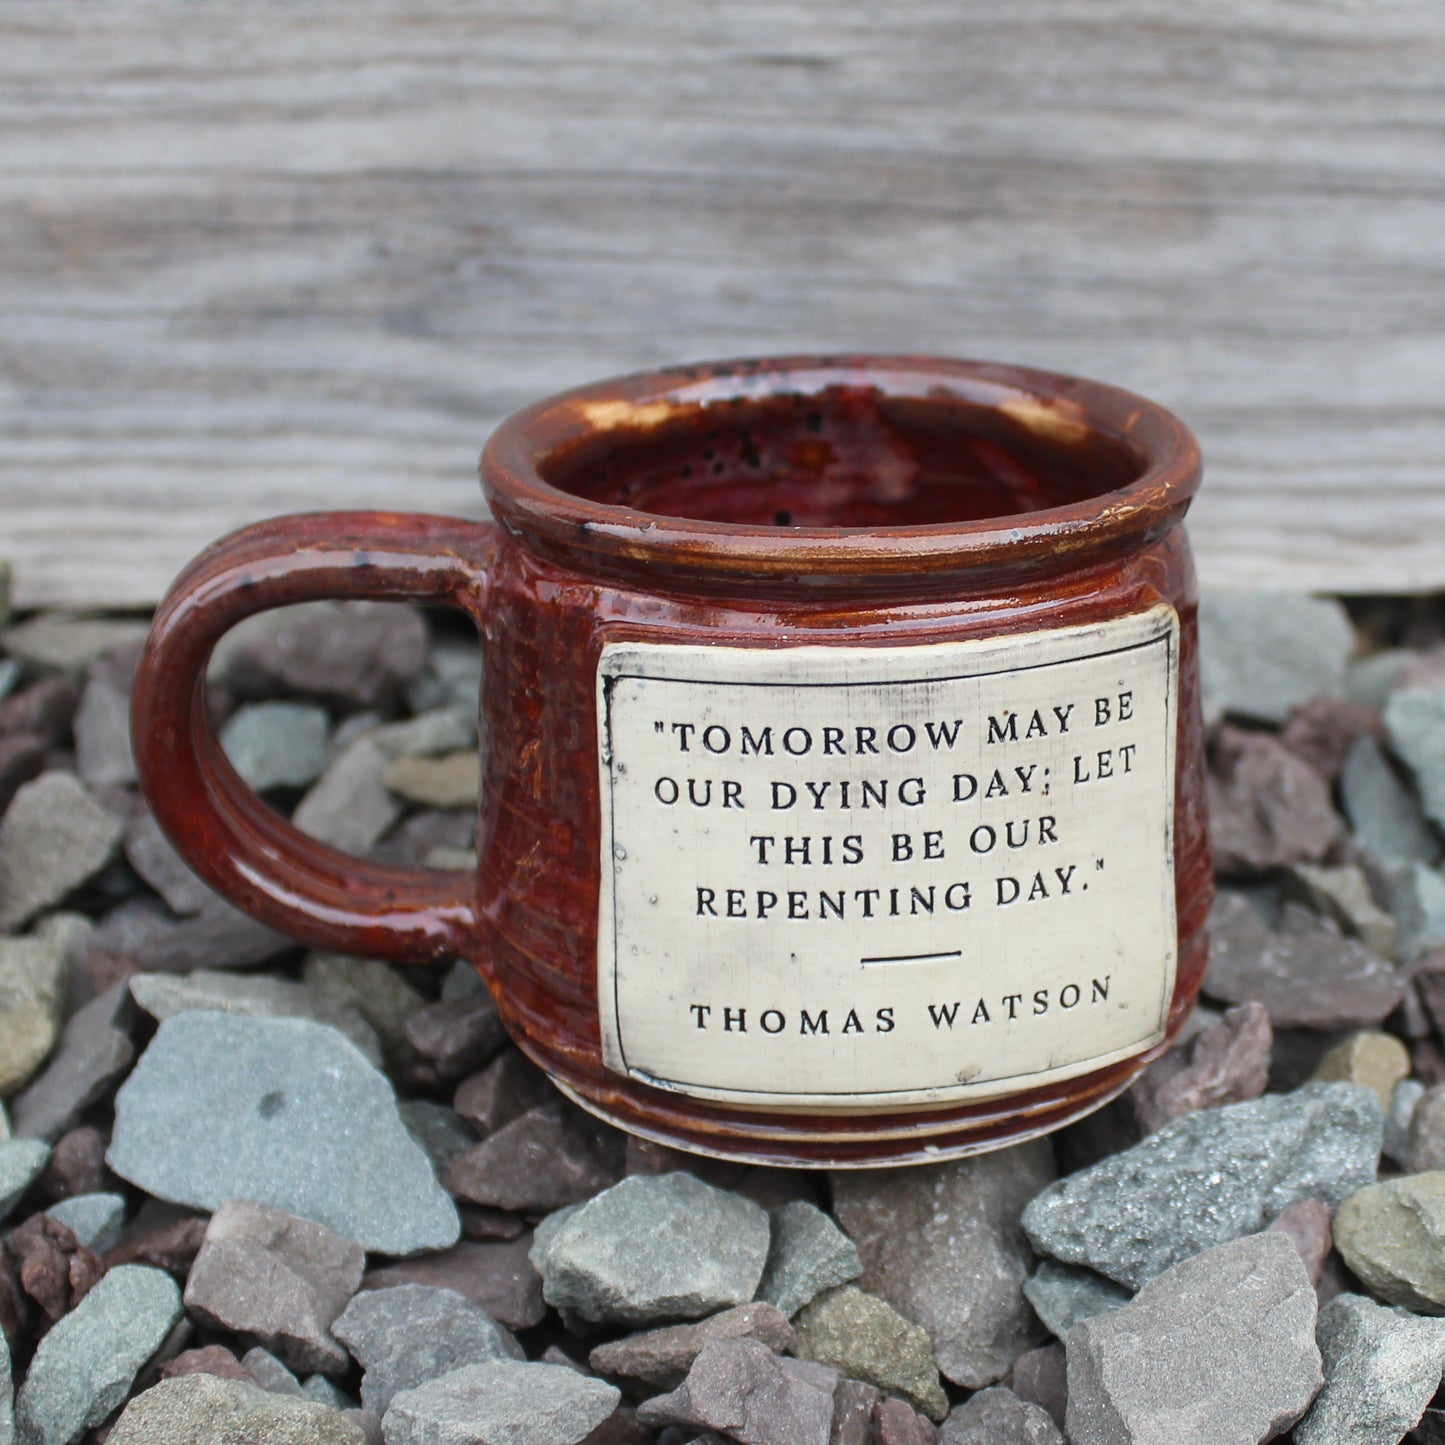 "TOMORROW MAY BE
OUR DYING DAY; LET
THIS BE OUR
REPENTING DAY."
THOMAS WATSON